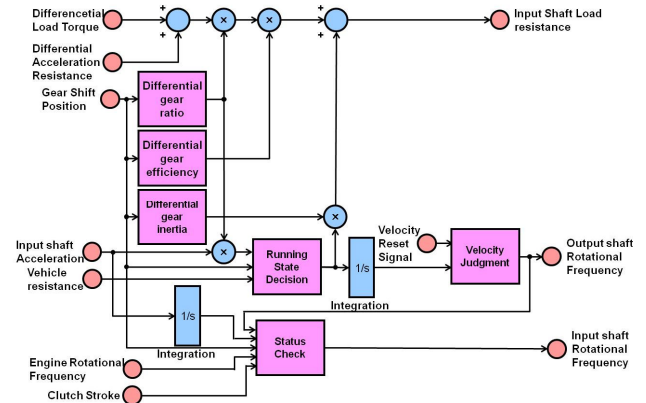 Differencetial
Load Torque
+
+
×
×
+
+
Input Shaft Load
resistance
Differential
Acceleration
Resistance
Gear Shift
Position
Differential
gear
ratio
Differential
gear
efficiency
Differential
gear
inertia
×
Input shaft
Acceleration
×
Vehicle
resistance
Running
State
Decision
1/s
Integration
Velocity
Reset
Signal
Velocity
Judgment
Output shaft
Rotational
Frequency
1/s
Integration
Status
Check
Input shaft
Rotational
Frequency
Engine Rotational
Frequency
Clutch Stroke